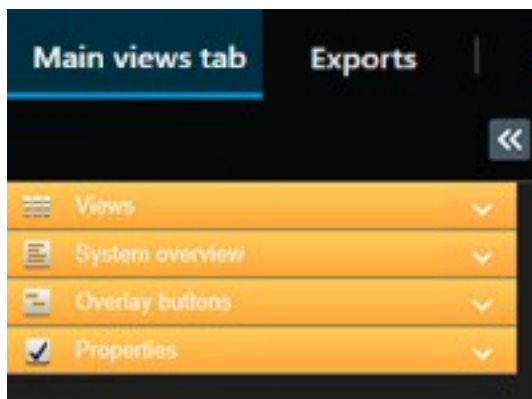 Main views tab Exports
Views
System overview
Overlay buttons
Properties